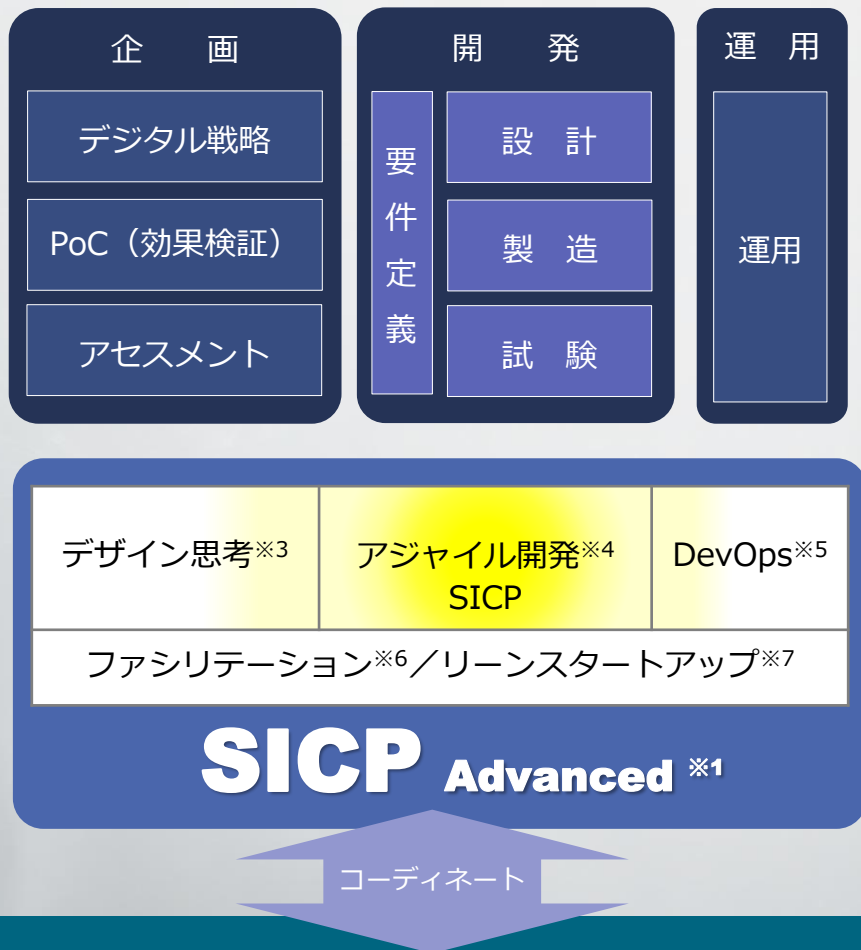 企 画
デジタル戦略
PoC（効果検証）
アセスメント
開 発
要件定義
設 計
製 造
試 験
運 用
運用
デザイン思考※3
アジャイル開発※4
SICP
DevOps※5
ファシリテーション※6／リーンスタートアップ※7
SICP Advanced ※1
コーディネート